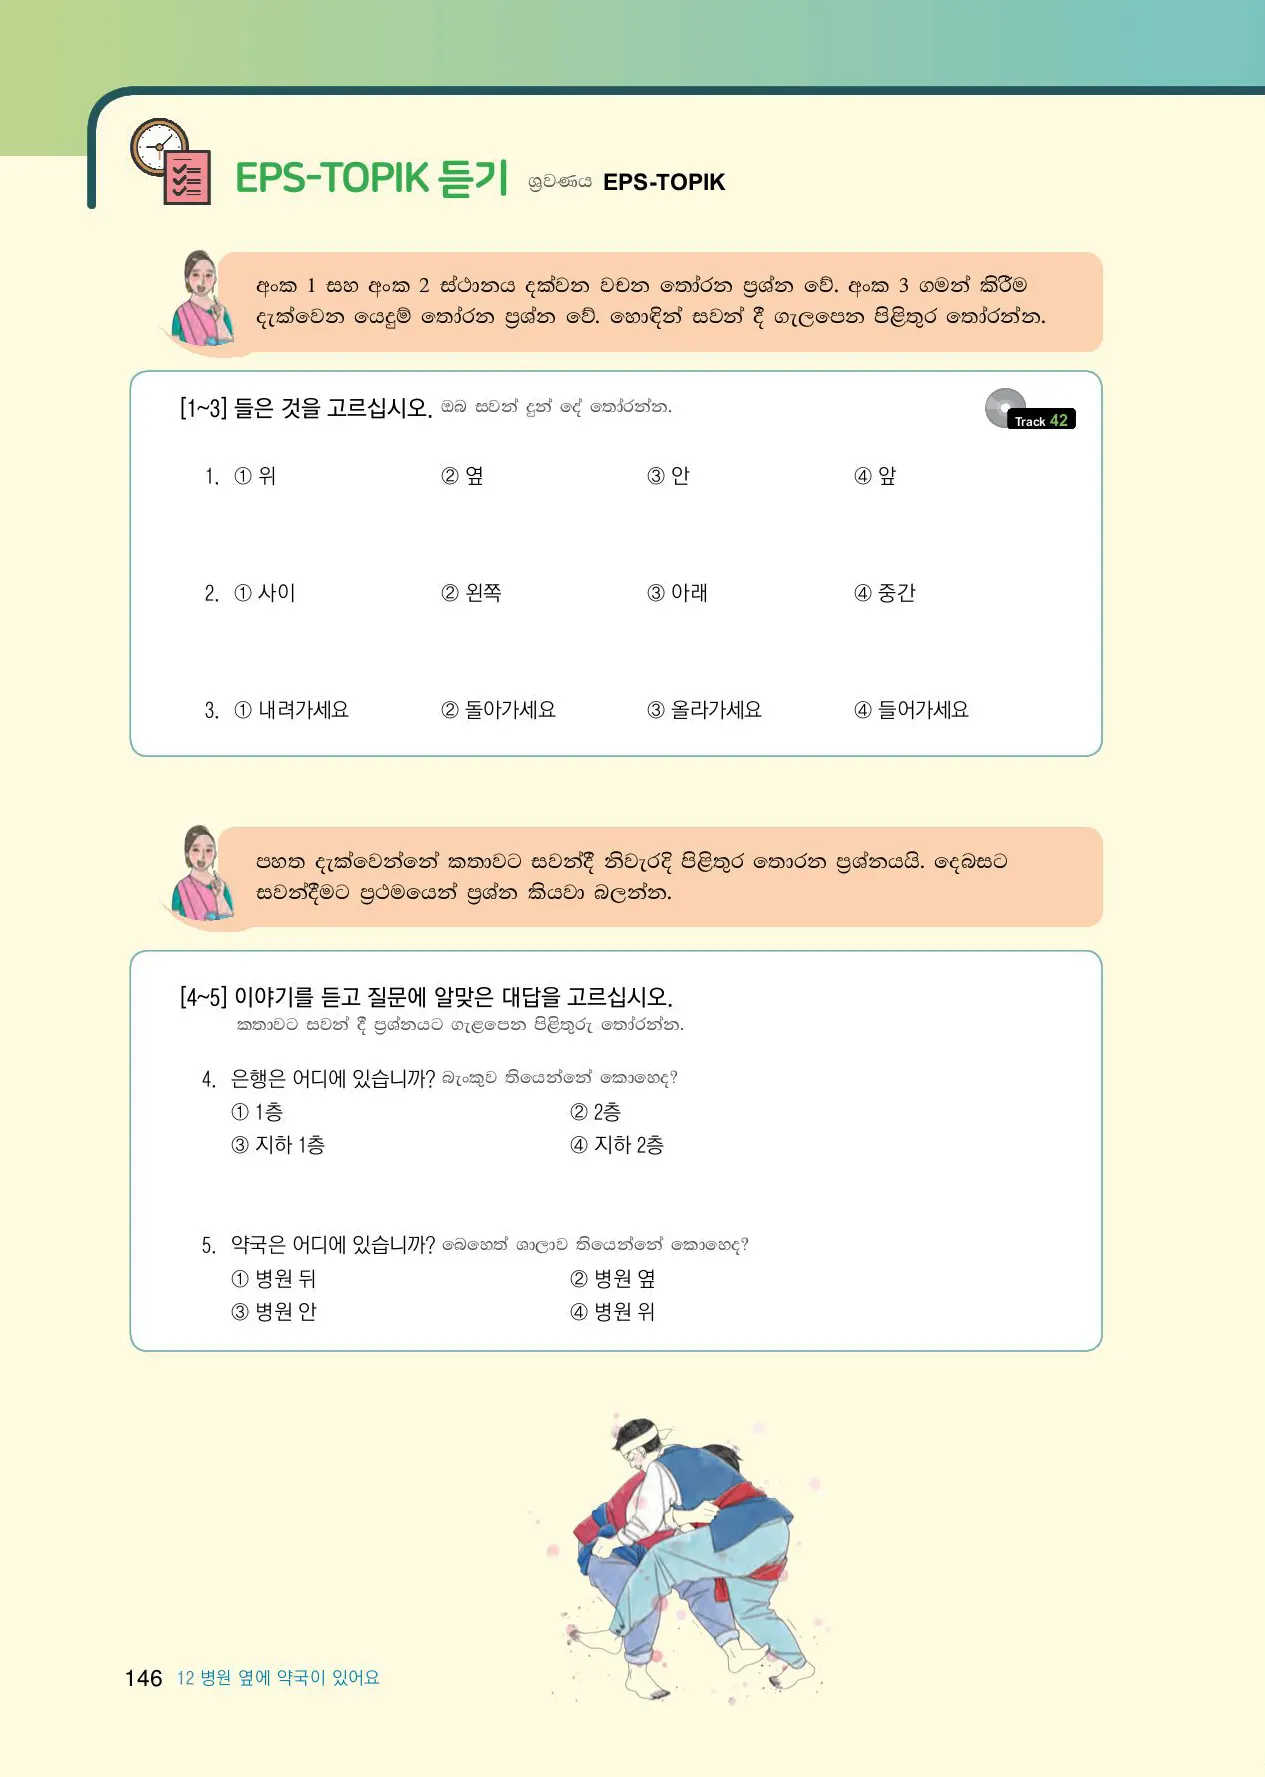 EPS-TOPIK 듣기 ශ්‍රවණය EPS-TOPIK
අංක 1 සහ අංක 2 ස්ථානය දක්වන වචන තෝරන ප්‍රශ්න වේ. අංක 3 ගමන් කිරීම
දැක්වෙන යෙදුම් තෝරන ප්‍රශ්න වේ. හොඳින් සවන් දී ගැලපෙන පිළිතුර තෝරන්න.
[1~3] 들은 것을 고르십시오. ඔබ සවන් දුන් දේ තෝරන්න.
Track 42
1. ① 위 ② 옆 ③ 안 ④ 앞
2. ① 사이 ② 왼쪽 ③ 아래 ④ 중간
3. ① 내려가세요 ② 돌아가세요 ③ 올라가세요 ④ 들어가세요
පහත දැක්වෙන්නේ කතාවට සවන්දී නිවැරදි පිළිතුර තොරන ප්‍රශ්නයයි. දෙබසට
සවන්දීමට ප්‍රථමයෙන් ප්‍රශ්න කියවා බලන්න.
[4~5] 이야기를 듣고 질문에 알맞은 대답을 고르십시오.
කතාවට සවන් දී ප්‍රශ්නයට ගැළපෙන පිළිතුරු තෝරන්න.
4. 은행은 어디에 있습니까? බැංකුව තියෙන්නේ කොහෙද?
① 1층 ② 2층
③ 지하 1층 ④ 지하 2층
5. 약국은 어디에 있습니까? බෙහෙත් ශාලාව තියෙන්නේ කොහෙද?
① 병원 뒤 ② 병원 옆
③ 병원 안 ④ 병원 위
146 12 병원 옆에 약국이 있어요